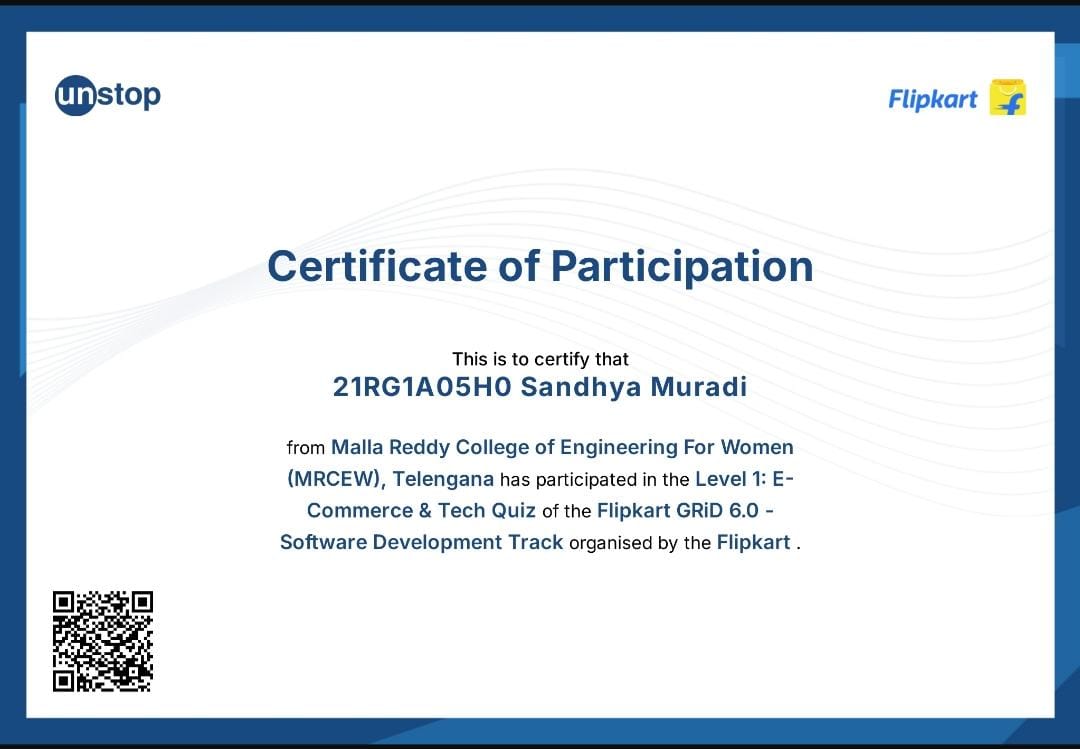 unstop
Flipkart
Certificate of Participation
This is to certify that
21RG1A05H0 Sandhya Muradi
from Malla Reddy College of Engineering For Women
(MRCEW), Telengana has participated in the Level 1: E-
Commerce & Tech Quiz of the Flipkart GRiD 6.0 -
Software Development Track organised by the Flipkart .